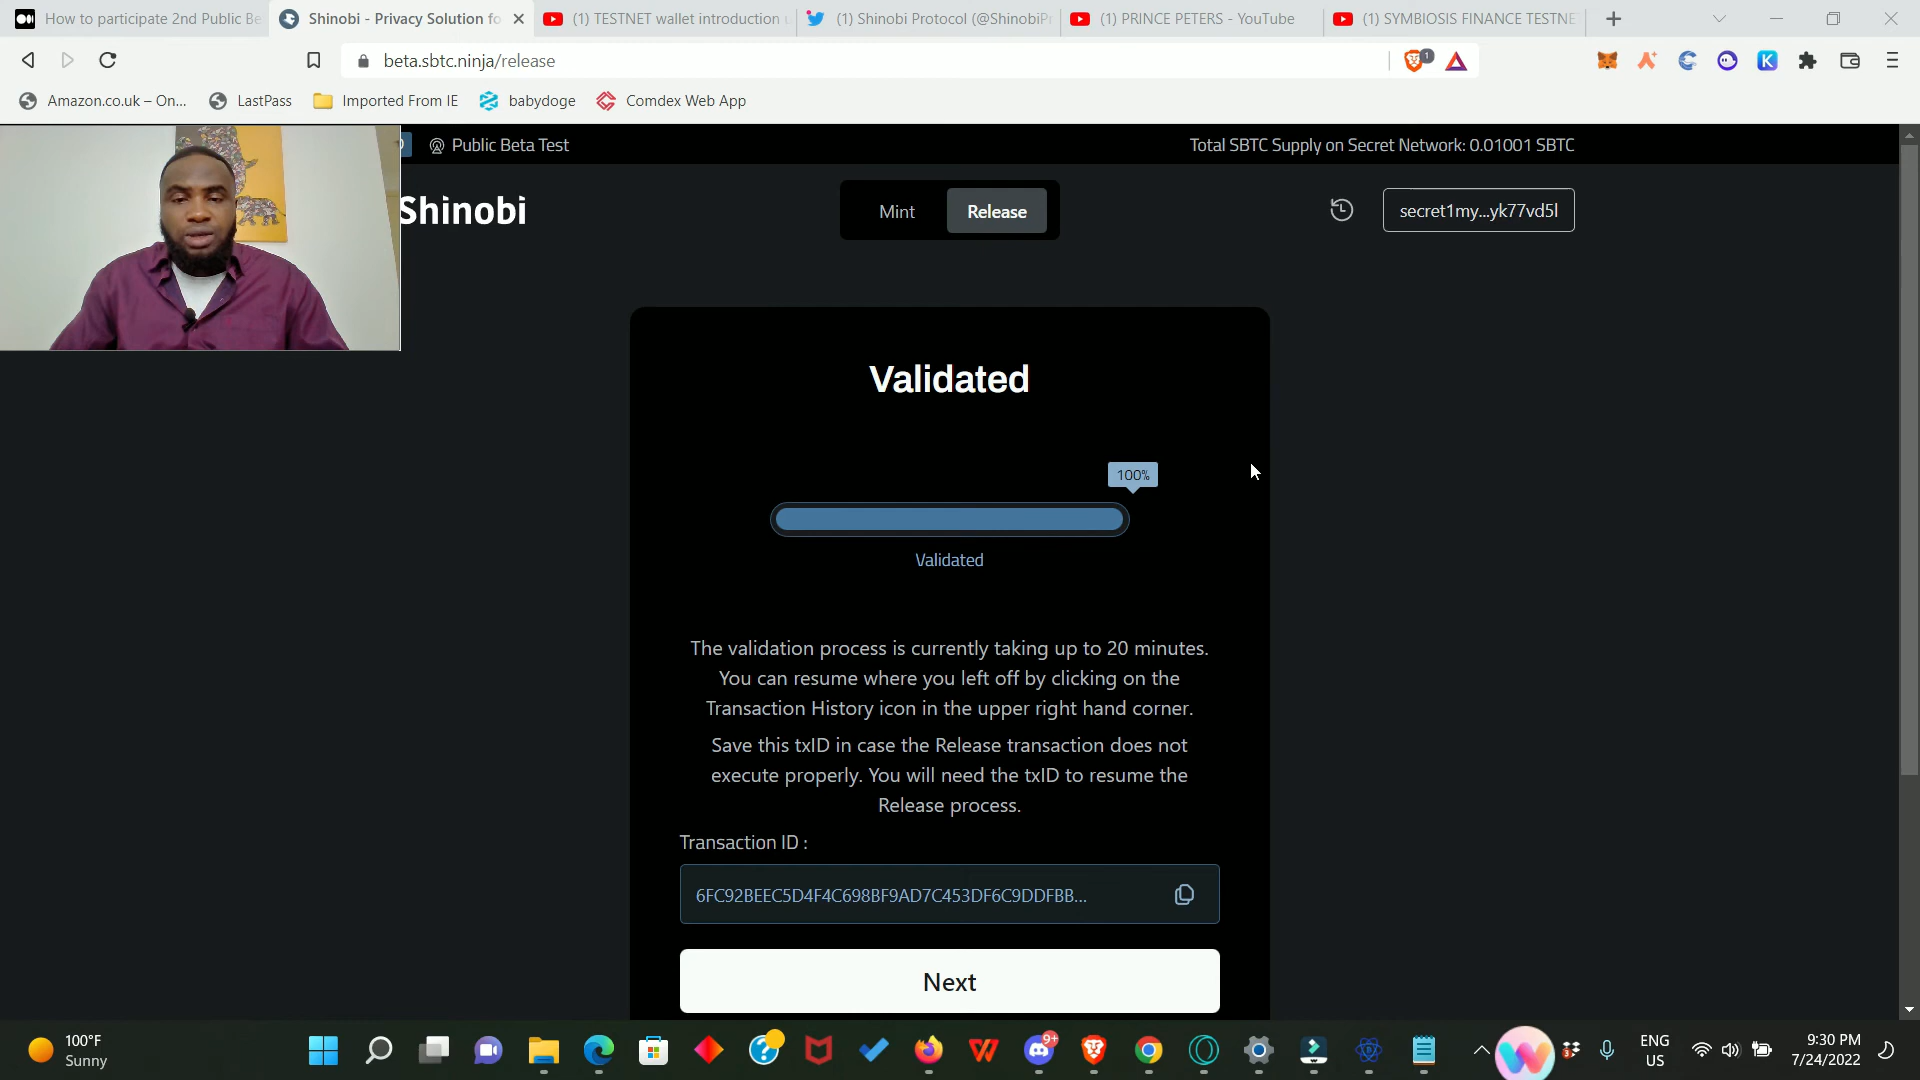 How to participate 2nd Public Be
Shinobi - Privacy Solution fo
(1) TESTNET wallet introduction
(1) Shinobi Protocol (@ShinobiPr
(1) PRINCE PETERS - YouTube
(1) SYMBIOSIS FINANCE TESTNE
beta.sbtc.ninja/release
1
Amazon.co.uk – On...
LastPass
Imported From IE
babydoge
Comdex Web App
Public Beta Test
Total SBTC Supply on Secret Network: 0.01001 SBTC
Shinobi
Mint
Release
secret1my...yk77vd5l
Validated
100%
Validated
The validation process is currently taking up to 20 minutes.
You can resume where you left off by clicking on the
Transaction History icon in the upper right hand corner.
Save this txID in case the Release transaction does not
execute properly. You will need the txID to resume the
Release process.
Transaction ID :
6FC92BEEC5D4F4C698BF9AD7C453DF6C9DDFBB...
Next
100°F
Sunny
9+
ENG
US
9:30 PM
7/24/2022